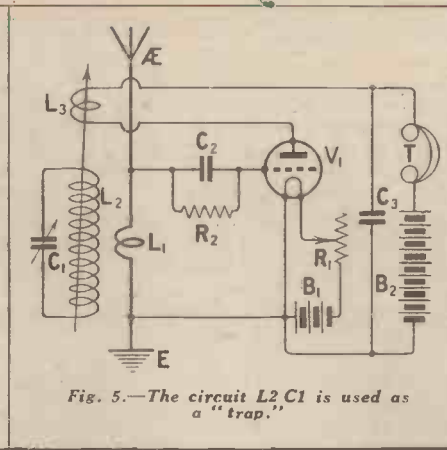 Æ
L₃
C₂
V₁
T
L₂
C₁
L₁
R₂
R₁
C₃
B₁
B₂
E
Fig. 5.—The circuit L2 C1 is used as
a “trap.”